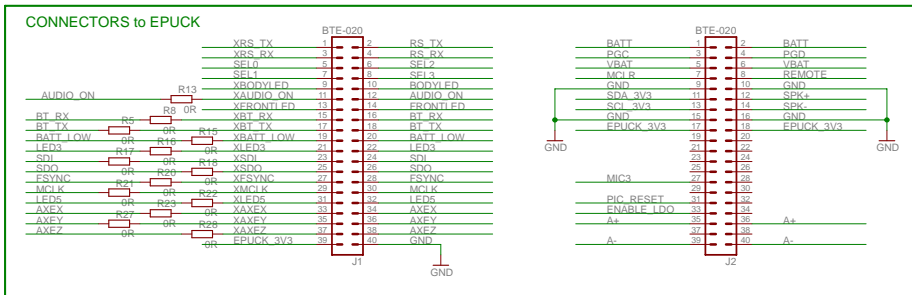 CONNECTORS to EPUCK
BTE-020 BTE-020
XRS_TX 1 2 RS_TX BATT 1 2 BATT
XRS_RX 3 4 RS_RX PGC 3 4 PGD
SEL0 5 6 SEL2 VBAT 5 6 VBAT
SEL1 7 8 SEL3 MCLR 7 8 REMOTE
R13 XBODYLED 9 10 BODYLED GND 9 10 GND
AUDIO_ON XAUDIO_ON 11 12 AUDIO_ON SDA_3V3 11 12 SPK+
R8 0R XFRONTLED 13 14 FRONTLED SCL_3V3 13 14 SPK-
BT_RX R5 XBT_RX 15 16 BT_RX GND 15 16 GND
BT_TX 0R R15 XBT_TX 17 18 BT_TX EPUCK_3V3 17 18 EPUCK_3V3
BATT_LOW 0R R16 XBATT_LOW 19 20 BATT_LOW 19 20
LED3 R17 0R XLED3 21 22 LED3 21 22 GND GND
SDI 0R R18 XSDI 23 24 SDI 23 24
SDO 0R R20 XSDO 25 26 SDO 25 26
FSYNC R21 0R XFSYNC 27 28 FSYNC MIC3 27 28
MCLK 0R R22 XMCLK 29 30 MCLK 29 30
LED5 R23 XLED5 31 32 LED5 PIC_RESET 31 32
AXEX R27 0R XAXEX 33 34 AXEX ENABLE_LDO 33 34
AXEY 0R R28 XAXEY 35 36 AXEY A+ 35 36 A+
AXEZ 0R XAXEZ 37 38 AXEZ 37 38
0R EPUCK_3V3 39 40 GND A- 39 40 A-
J1 J2
GND